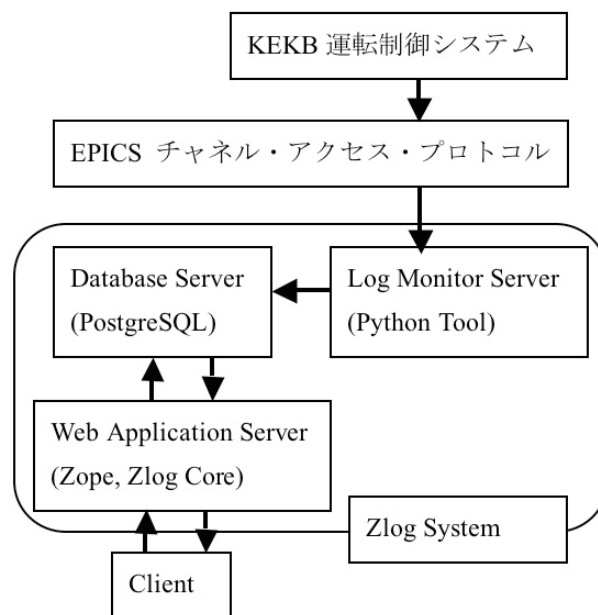 KEKB 運転制御システム
EPICS チャネル・アクセス・プロトコル
Database Server
(PostgreSQL)
Log Monitor Server
(Python Tool)
Web Application Server
(Zope, Zlog Core)
Zlog System
Client